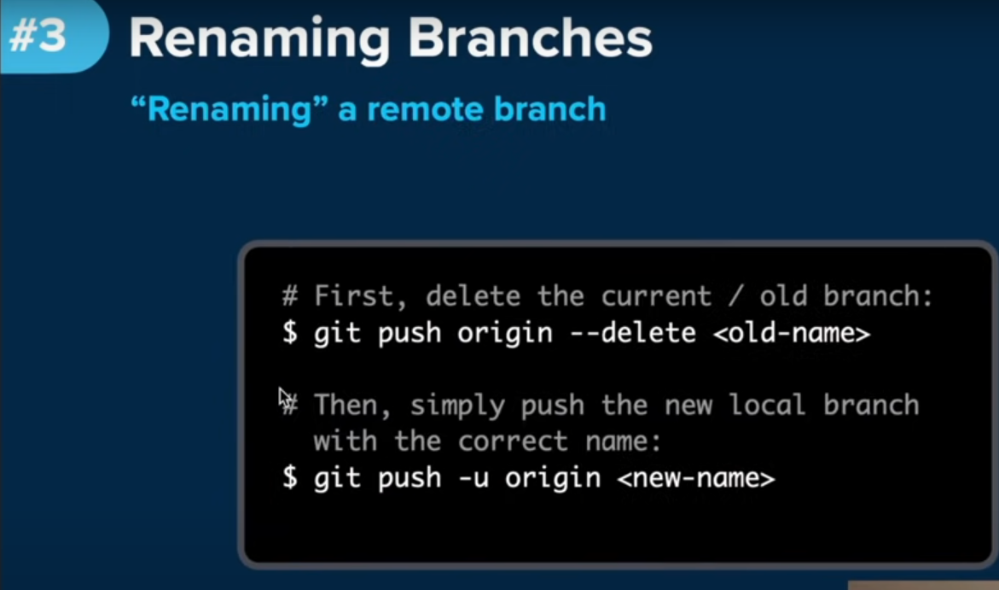 #3
Renaming Branches
“Renaming” a remote branch
# First, delete the current / old branch:
$ git push origin --delete <old-name>
# Then, simply push the new local branch
with the correct name:
$ git push -u origin <new-name>